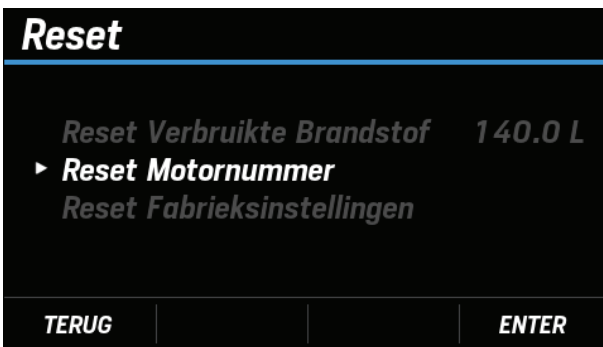 Reset
Reset Verbruikte Brandstof 140.0 L
Reset Motornummer
Reset Fabrieksinstellingen
TERUG ENTER